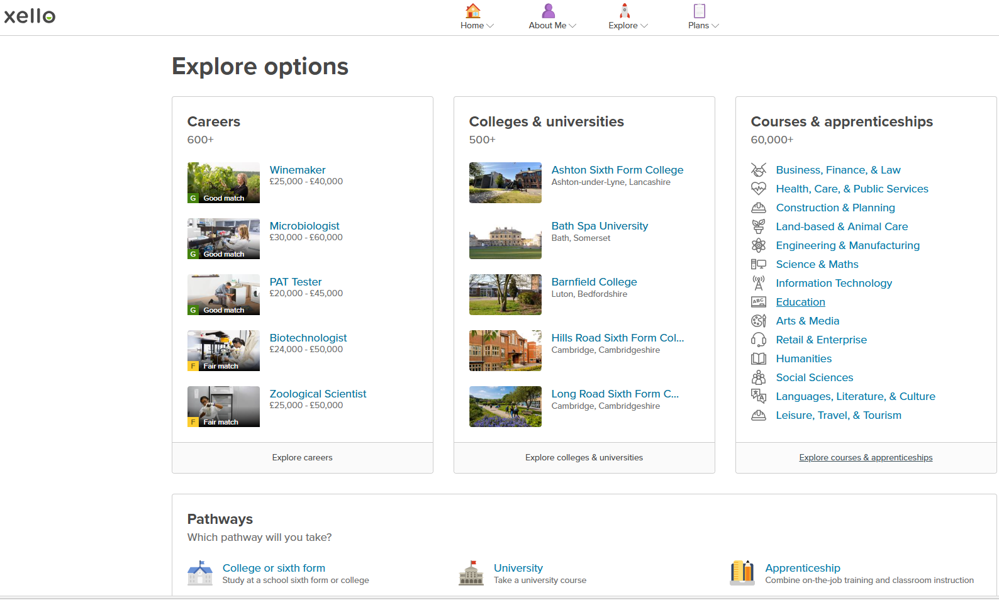 xello
Home
About Me
Explore
Plans
Explore options
Careers
600+
Winemaker
£25,000 - £40,000
G Good match
Microbiologist
£30,000 - £60,000
G Good match
PAT Tester
£20,000 - £45,000
G Good match
Biotechnologist
£24,000 - £50,000
F Fair match
Zoological Scientist
£25,000 - £50,000
F Fair match
Explore careers
Colleges & universities
500+
Ashton Sixth Form College
Ashton-under-Lyne, Lancashire
Bath Spa University
Bath, Somerset
Barnfield College
Luton, Bedfordshire
Hills Road Sixth Form Col...
Cambridge, Cambridgeshire
Long Road Sixth Form C...
Cambridge, Cambridgeshire
Explore colleges & universities
Courses & apprenticeships
60,000+
Business, Finance, & Law
Health, Care, & Public Services
Construction & Planning
Land-based & Animal Care
Engineering & Manufacturing
Science & Maths
Information Technology
ABC Education
Arts & Media
Retail & Enterprise
Humanities
Social Sciences
Languages, Literature, & Culture
Leisure, Travel, & Tourism
Explore courses & apprenticeships
Pathways
Which pathway will you take?
College or sixth form
Study at a school sixth form or college
University
Take a university course
Apprenticeship
Combine on-the-job training and classroom instruction